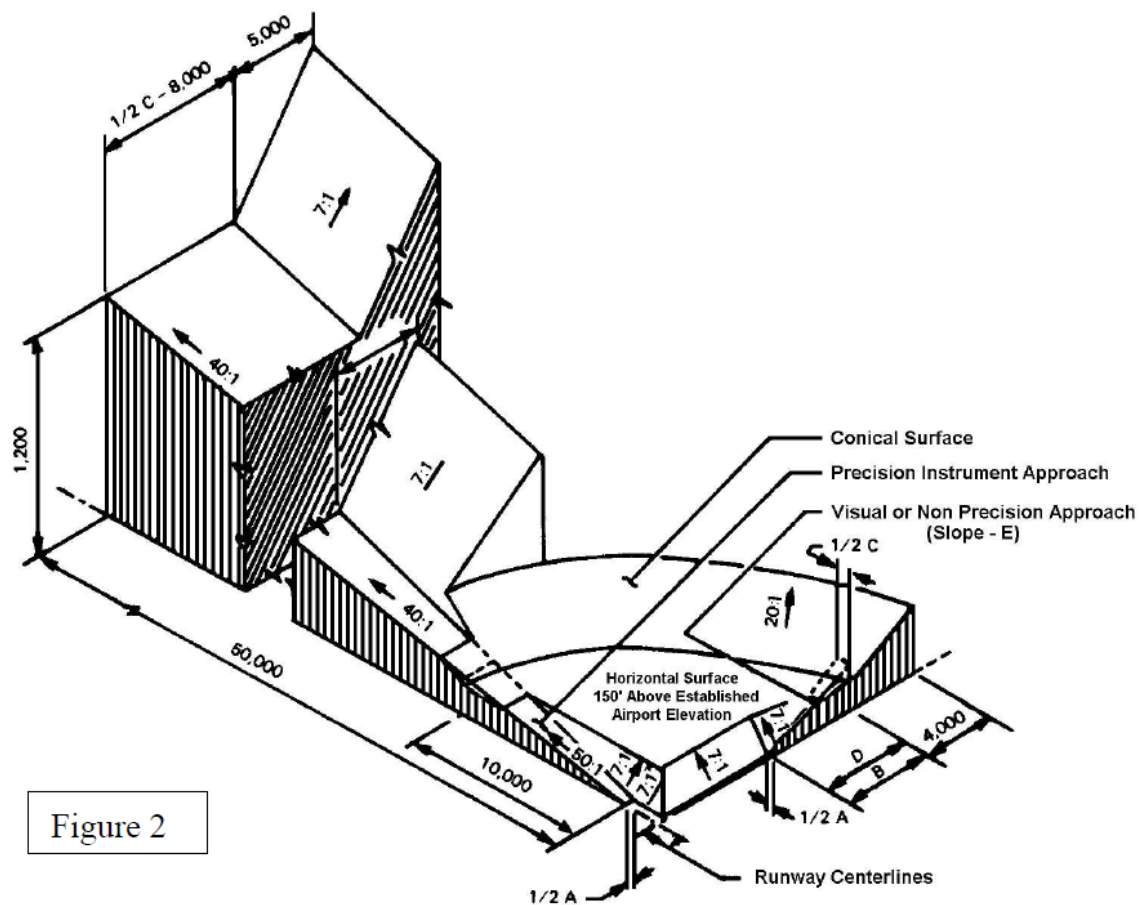 5,000
1/2 C – 8,000
7:1
40:1
1,200
7:1
Conical Surface
Precision Instrument Approach
Visual or Non Precision Approach
(Slope - E)
1/2 C
40:1
20:1
50,000
Horizontal Surface
150' Above Established
Airport Elevation
7:1
4,000
D
B
10,000
50:1
7:1
7:1
7:1
1/2 A
Figure 2
Runway Centerlines
1/2 A